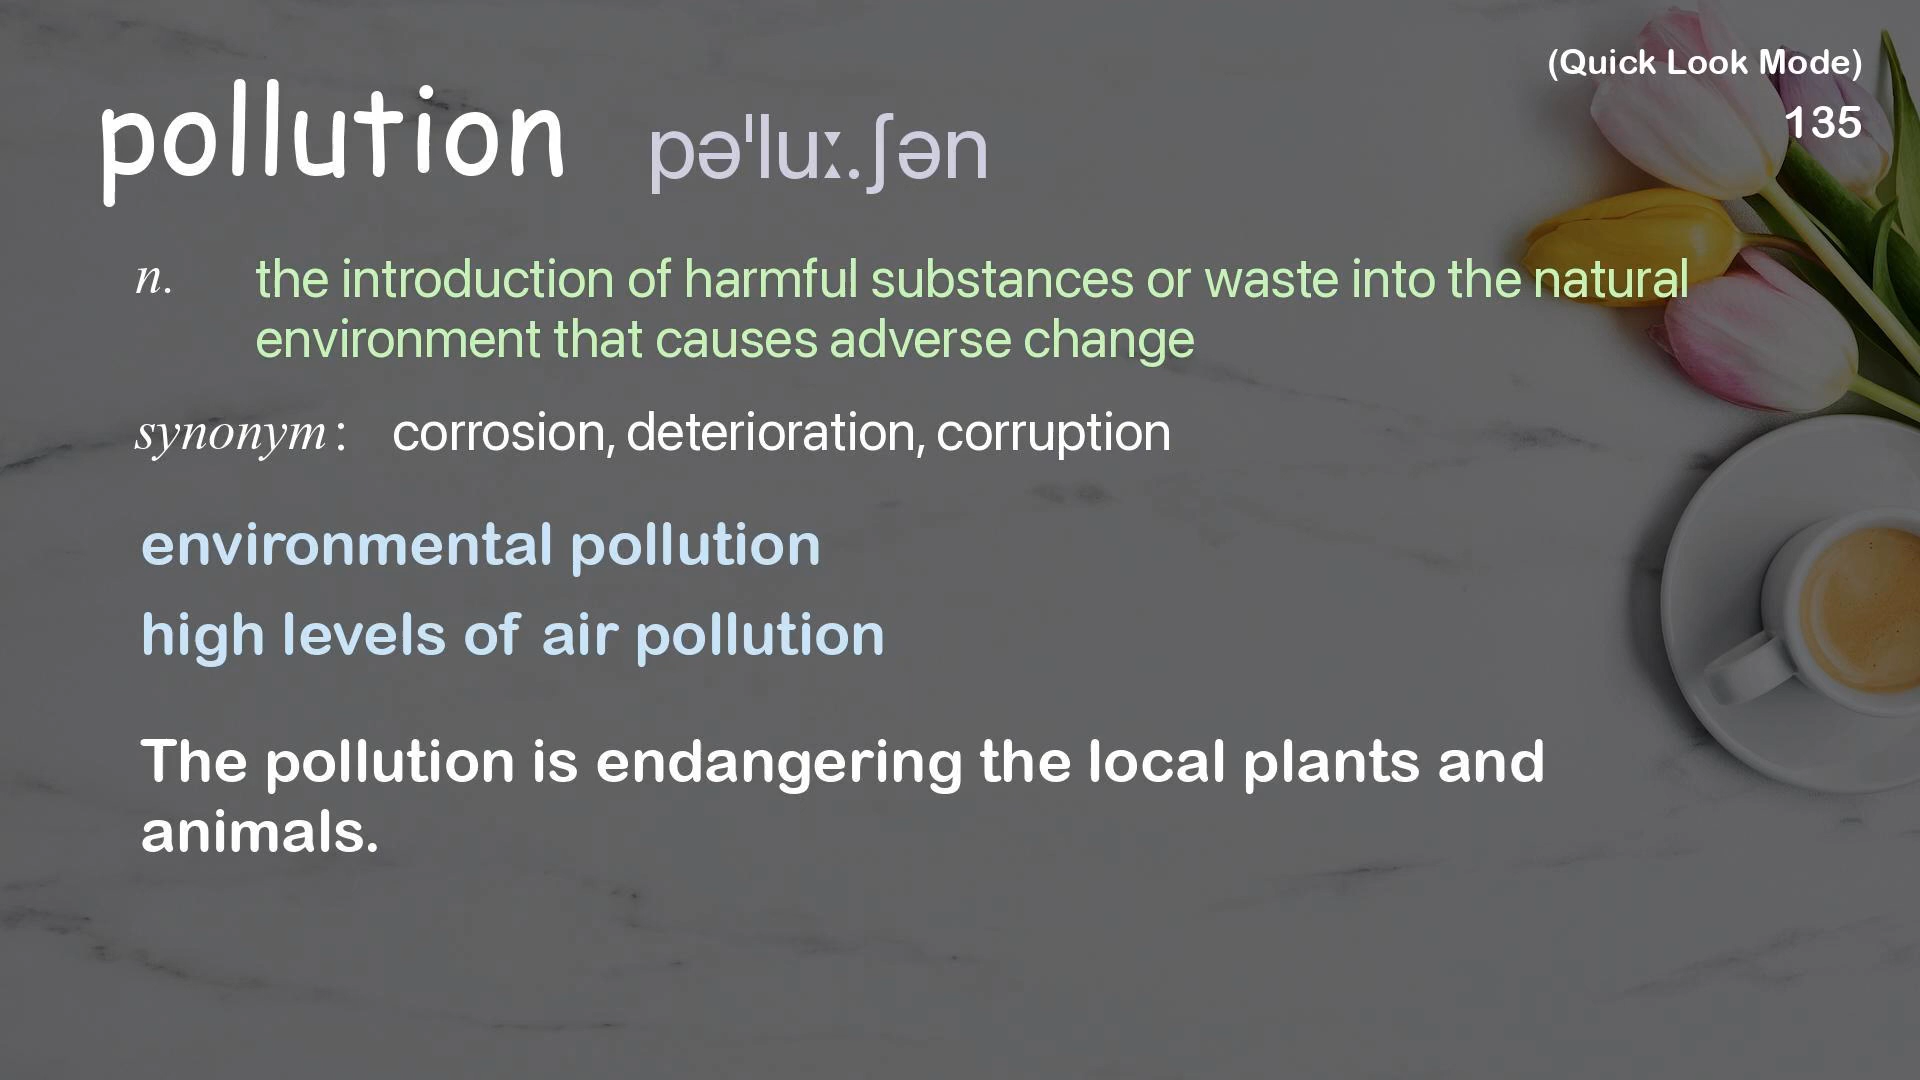 (Quick Look Mode)
135
pollution pəˈluː.ʃən
n. the introduction of harmful substances or waste into the natural
environment that causes adverse change
synonym: corrosion, deterioration, corruption
environmental pollution
high levels of air pollution
The pollution is endangering the local plants and
animals.